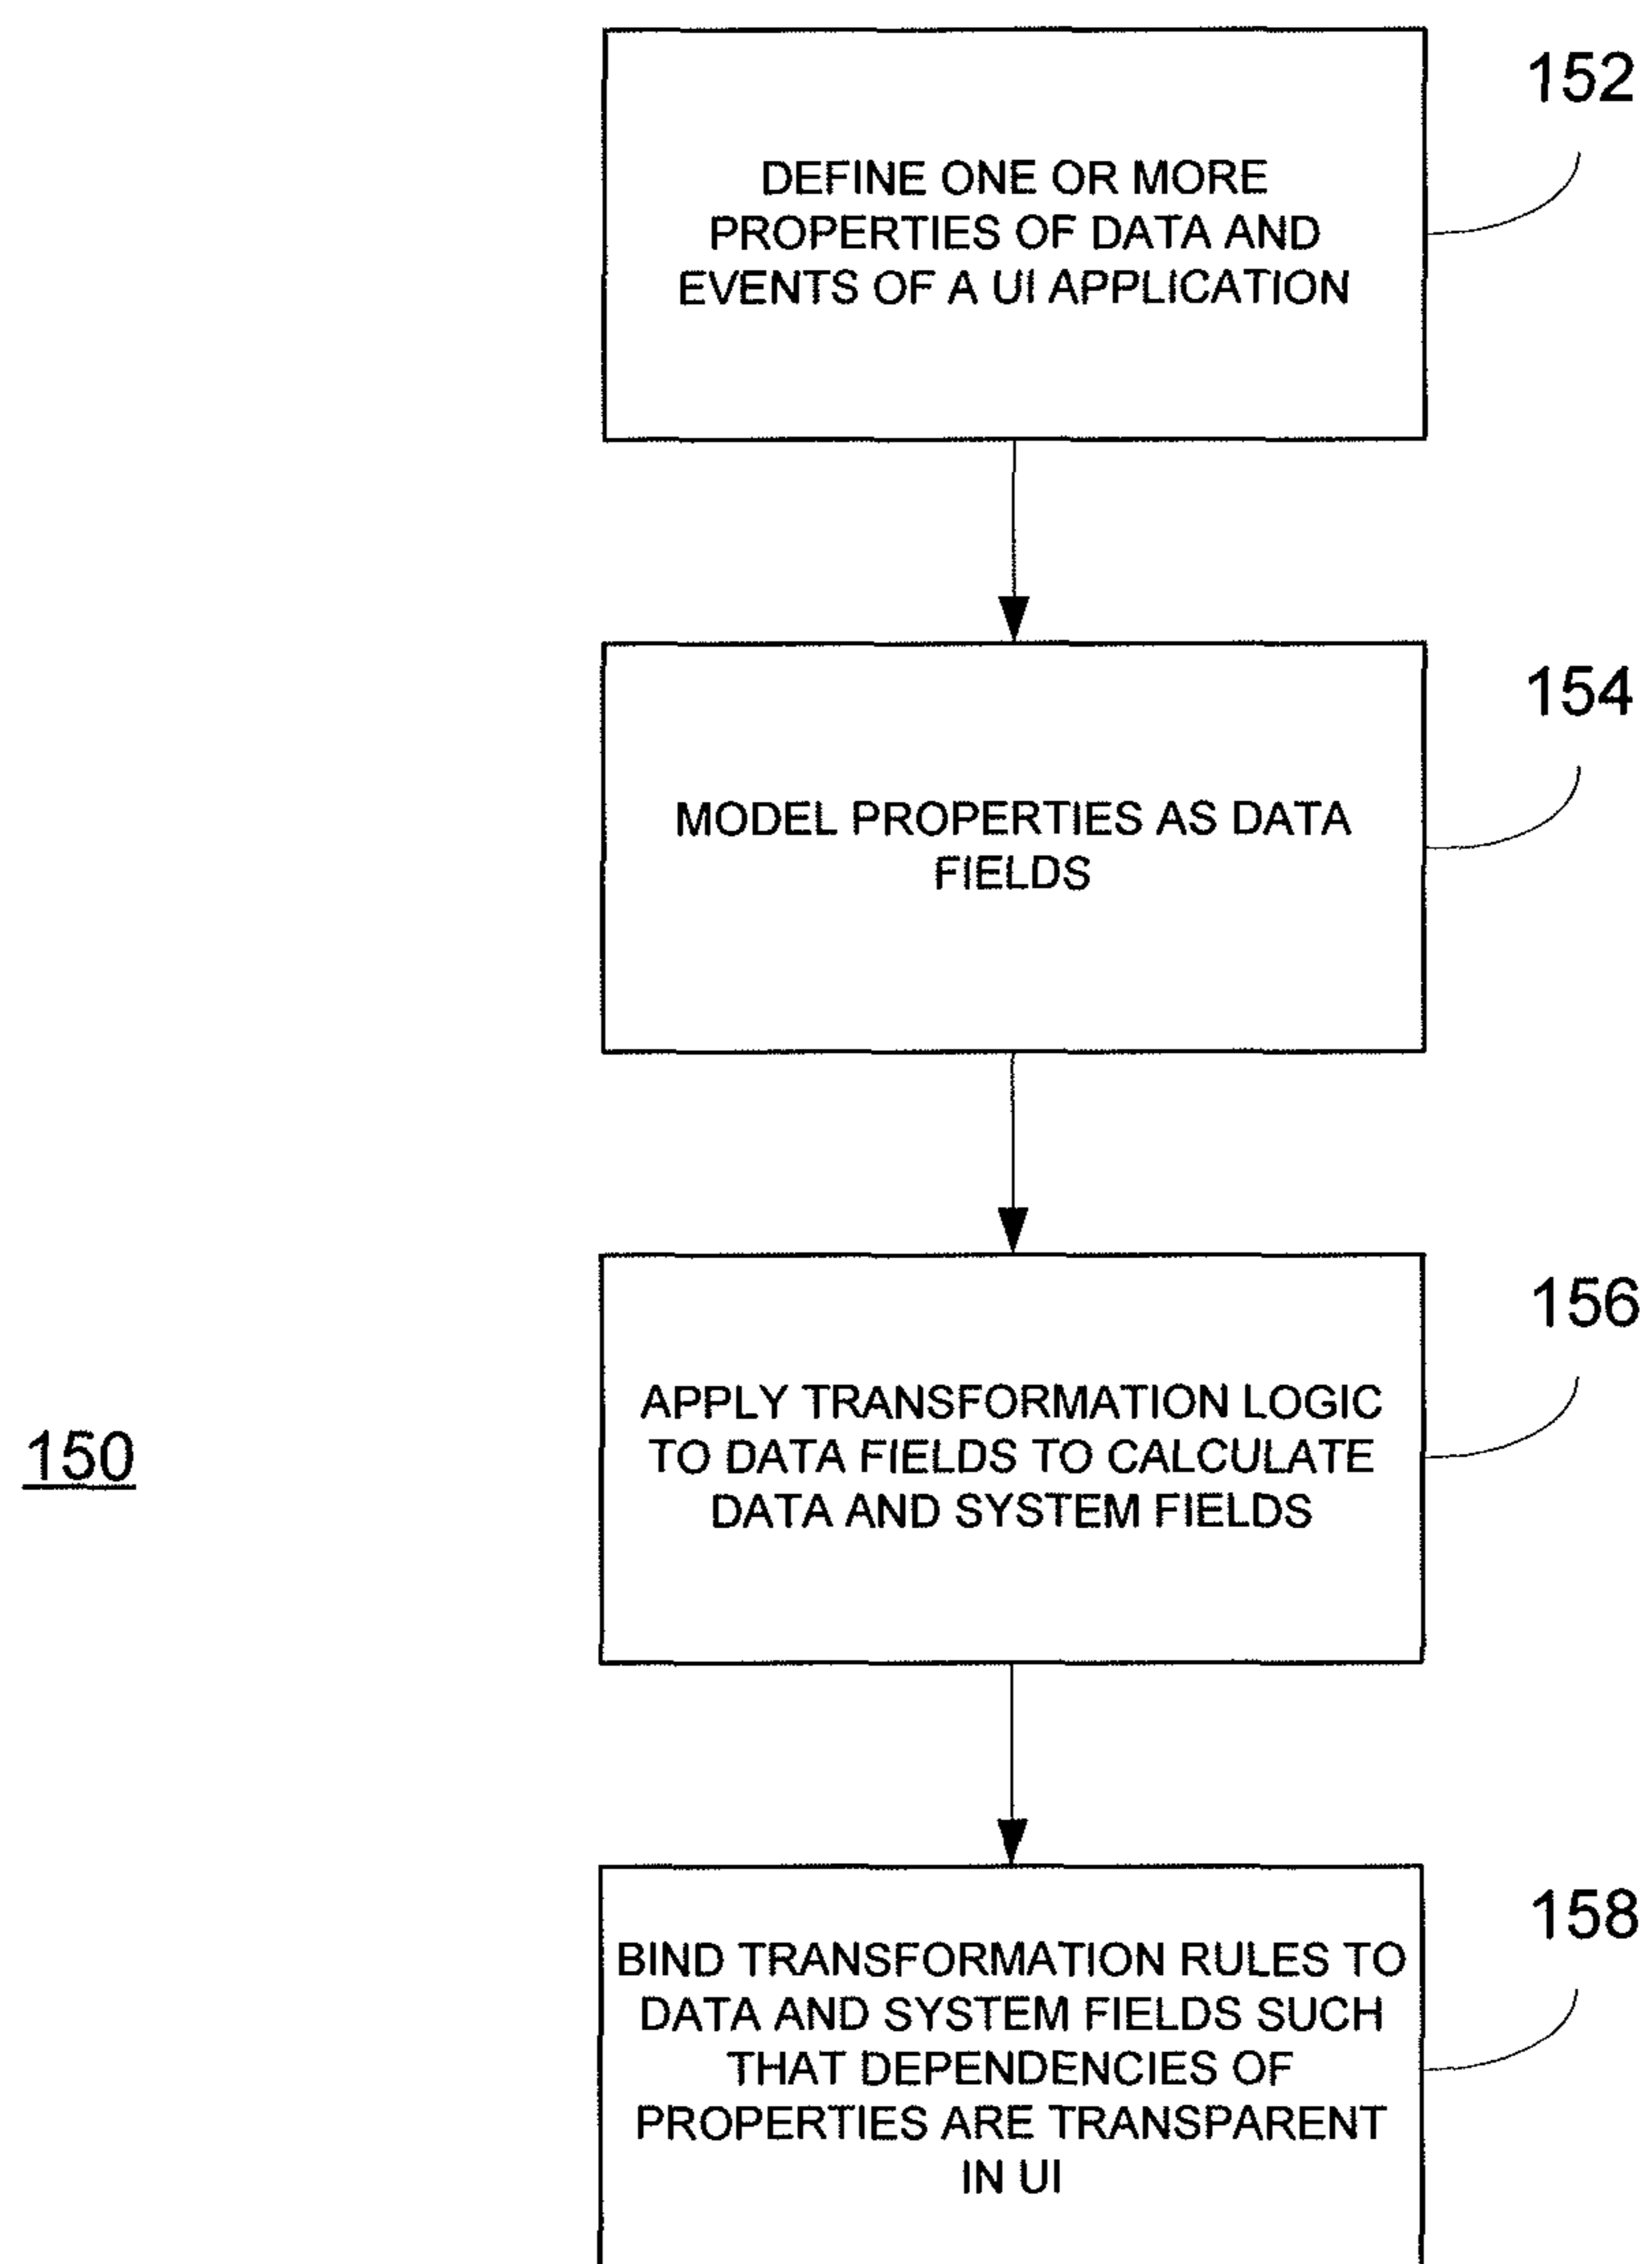 152
DEFINE ONE OR MORE
PROPERTIES OF DATA AND
EVENTS OF A UI APPLICATION
154
MODEL PROPERTIES AS DATA
FIELDS
156
APPLY TRANSFORMATION LOGIC
TO DATA FIELDS TO CALCULATE
DATA AND SYSTEM FIELDS
150
158
BIND TRANSFORMATION RULES TO
DATA AND SYSTEM FIELDS SUCH
THAT DEPENDENCIES OF
PROPERTIES ARE TRANSPARENT
IN UI